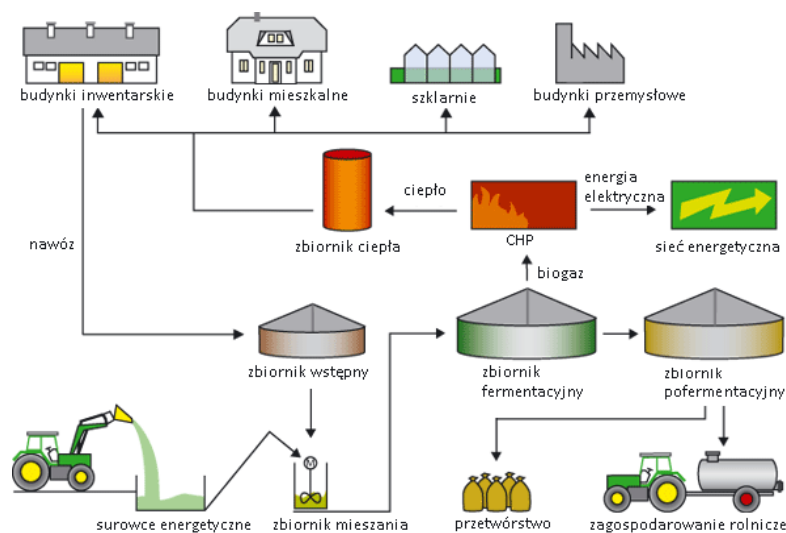 budynki inwentarskie
budynki mieszkalne
szklarnie
budynki przemysłowe
ciepło
energia
elektryczna
zbiornik ciepła
CHP
sieć energetyczna
nawóz
biogaz
zbiornik wstępny
zbiornik
fermentacyjny
zbiornik
pofermentacyjny
M
surowce energetyczne
zbiornik mieszania
przetwórstwo
zagospodarowanie rolnicze